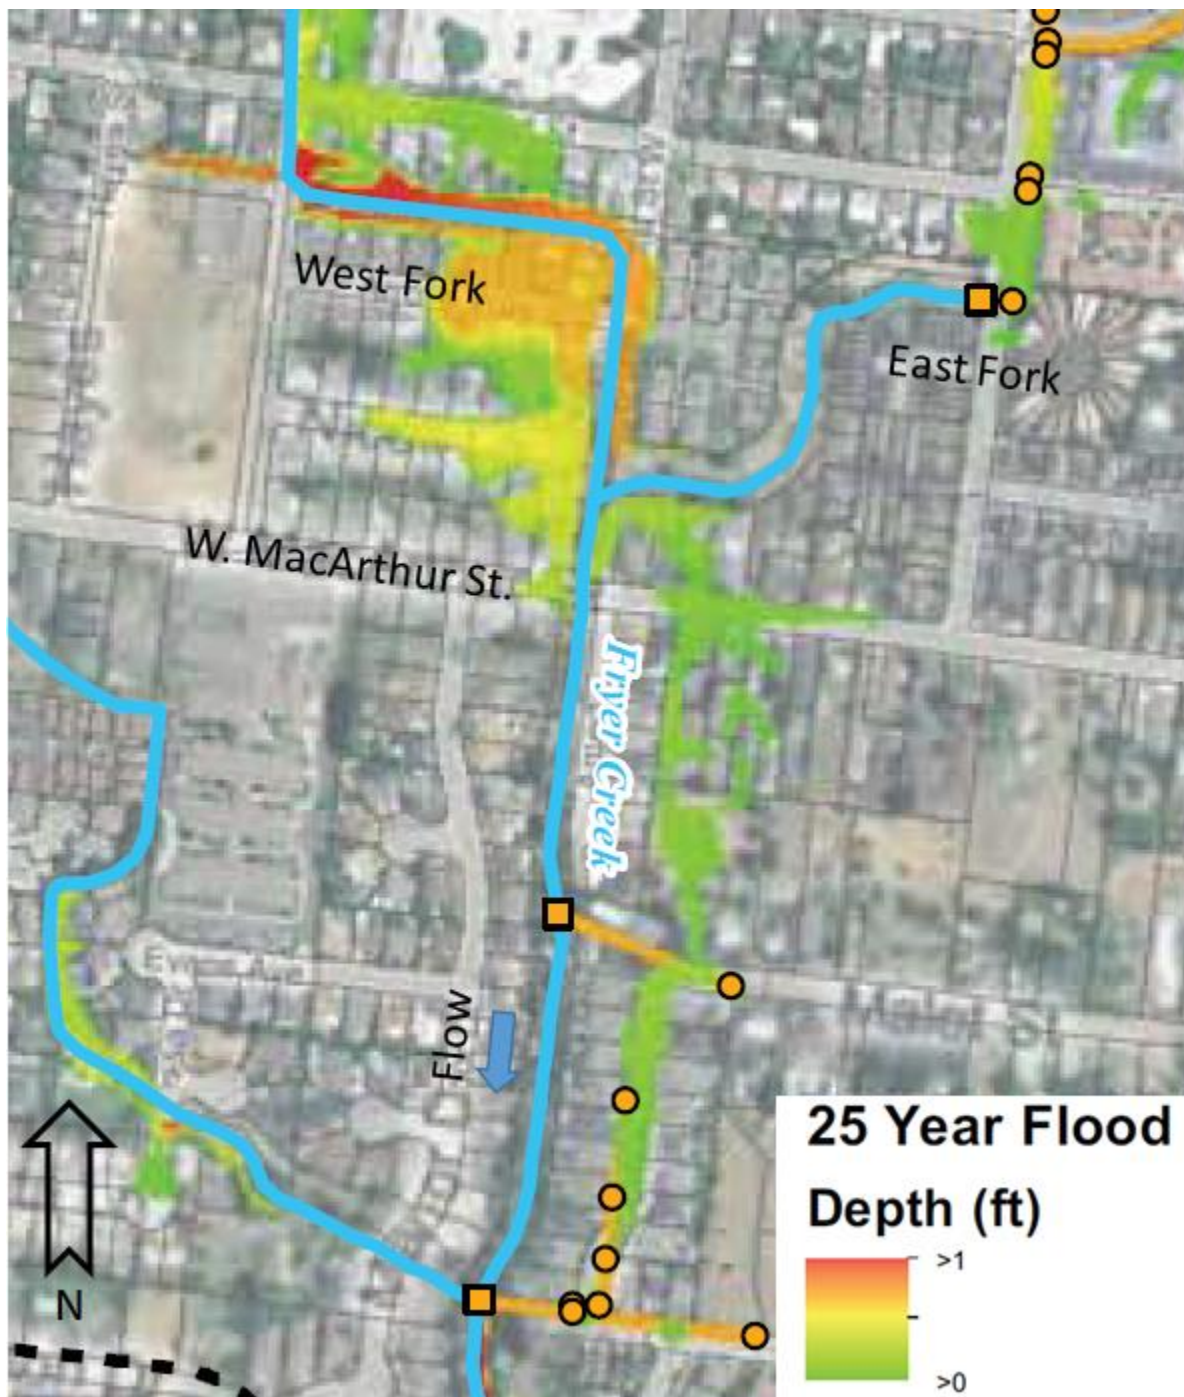 West Fork
East Fork
W. MacArthur St.
Fryer Creek
Flow
N
25 Year Flood
Depth (ft)
>1
>0